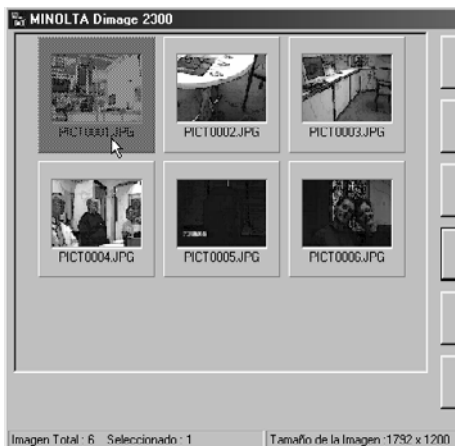 MINOLTA Dimage 2300
PICT0001.JPG PICT0002.JPG PICT0003.JPG
PICT0004.JPG PICT0005.JPG PICT0006.JPG
Imagen Total : 6 Seleccionado : 1 Tamaño de la Imagen :1792 x 1200